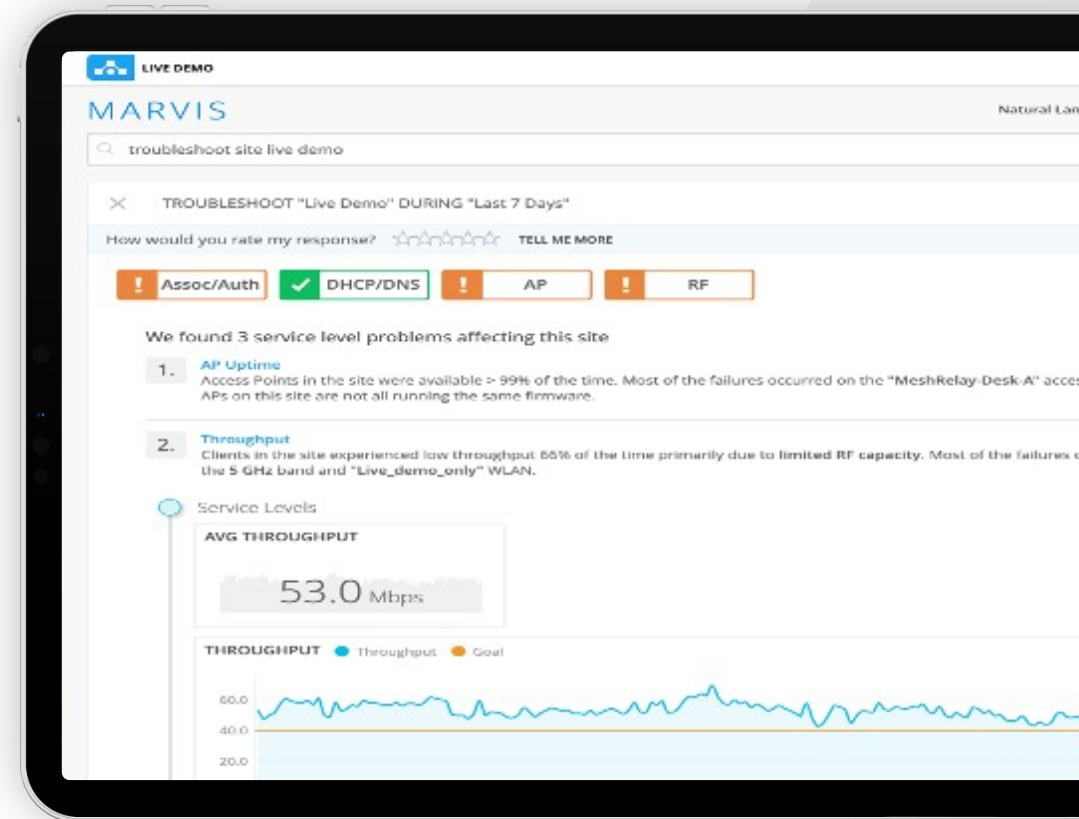 LIVE DEMO
MARVIS
Natural Lan
troubleshoot site live demo
TROUBLESHOOT "Live Demo" DURING "Last 7 Days"
How would you rate my response? TELL ME MORE
! Assoc/Auth DHCP/DNS ! AP ! RF
We found 3 service level problems affecting this site
1. AP Uptime
Access Points in the site were available > 99% of the time. Most of the failures occurred on the "MeshRelay-Desk-A" acces
APs on this site are not all running the same firmware.
2. Throughput
Clients in the site experienced low throughput 66% of the time primarily due to limited RF capacity. Most of the failures
the 5 GHz band and "Live_demo_only" WLAN.
Service Levels
AVG THROUGHPUT
53.0 Mbps
THROUGHPUT Throughput Goal
60.0
40.0
20.0